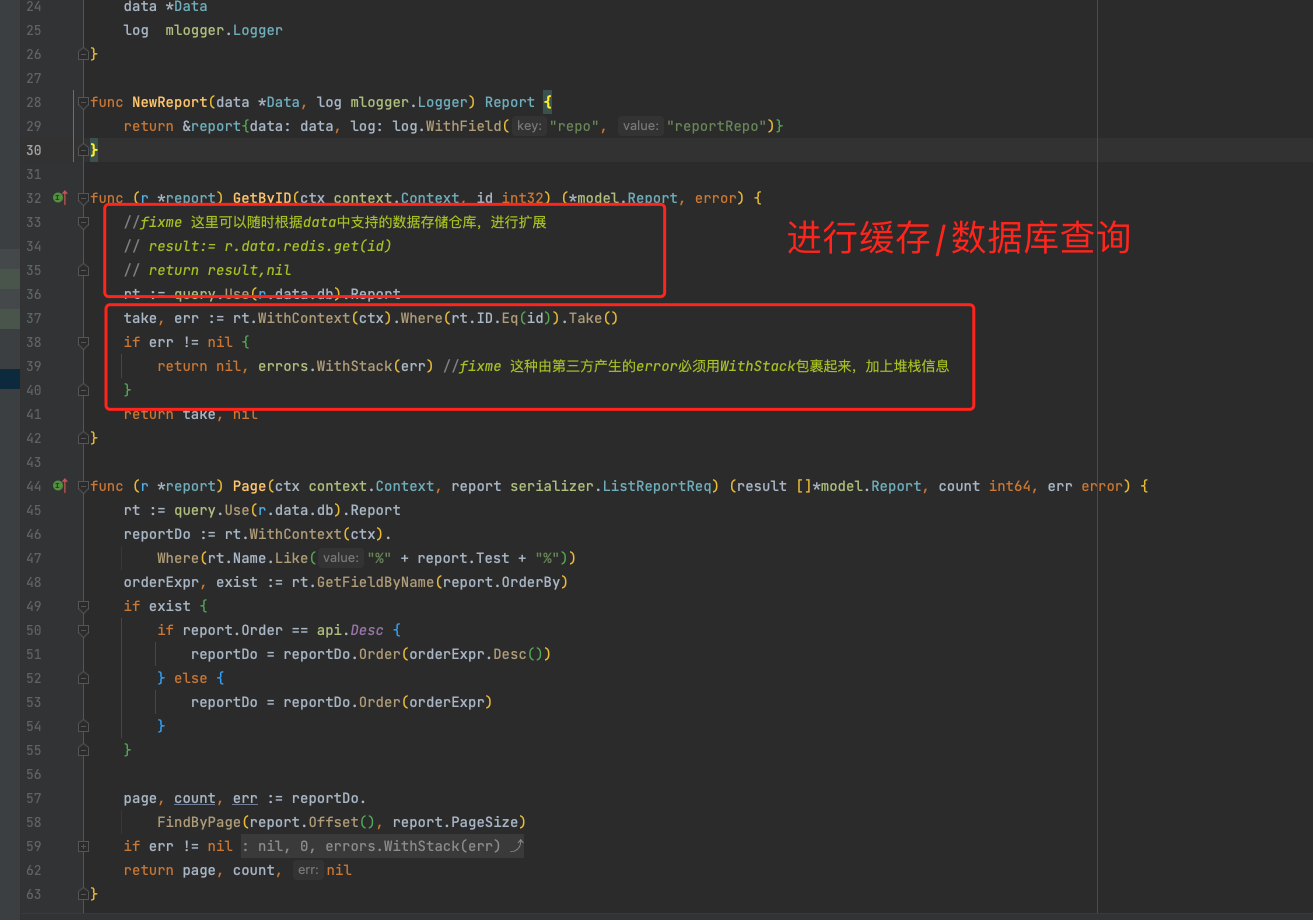 24 data *Data
25 log mlogger.Logger
26 }
27
28 func NewReport(data *Data, log mlogger.Logger) Report {
29 return &report{data: data, log: log.WithField( key: "repo", value: "reportRepo")}
30 }
31
32 func (r *report) GetByID(ctx context.Context, id int32) (*model.Report, error) {
33 //fixme 这里可以随时根据data中支持的数据存储仓库，进行扩展
进行缓存/数据库查询
34 // result:= r.data.redis.get(id)
35 // return result,nil
36 rt := query.Use(r.data.db).Report
37 take, err := rt.WithContext(ctx).Where(rt.ID.Eq(id)).Take()
38 if err != nil {
39 return nil, errors.WithStack(err) //fixme 这种由第三方产生的error必须用WithStack包裹起来，加上堆栈信息
40 }
41 return take, nil
42 }
43
44 func (r *report) Page(ctx context.Context, report serializer.ListReportReq) (result []*model.Report, count int64, err error) {
45 rt := query.Use(r.data.db).Report
46 reportDo := rt.WithContext(ctx).
47 Where(rt.Name.Like( value: "%" + report.Test + "%"))
48 orderExpr, exist := rt.GetFieldByName(report.OrderBy)
49 if exist {
50 if report.Order == api.Desc {
51 reportDo = reportDo.Order(orderExpr.Desc())
52 } else {
53 reportDo = reportDo.Order(orderExpr)
54 }
55 }
56
57 page, count, err := reportDo.
58 FindByPage(report.Offset(), report.PageSize)
59 if err != nil : nil, 0, errors.WithStack(err) ⤴
62 return page, count, err: nil
63 }